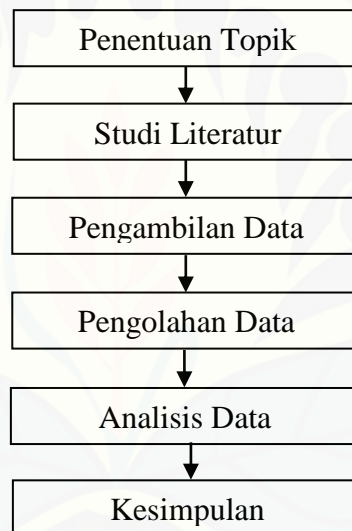 Penentuan Topik
Studi Literatur
Pengambilan Data
Pengolahan Data
Analisis Data
Kesimpulan